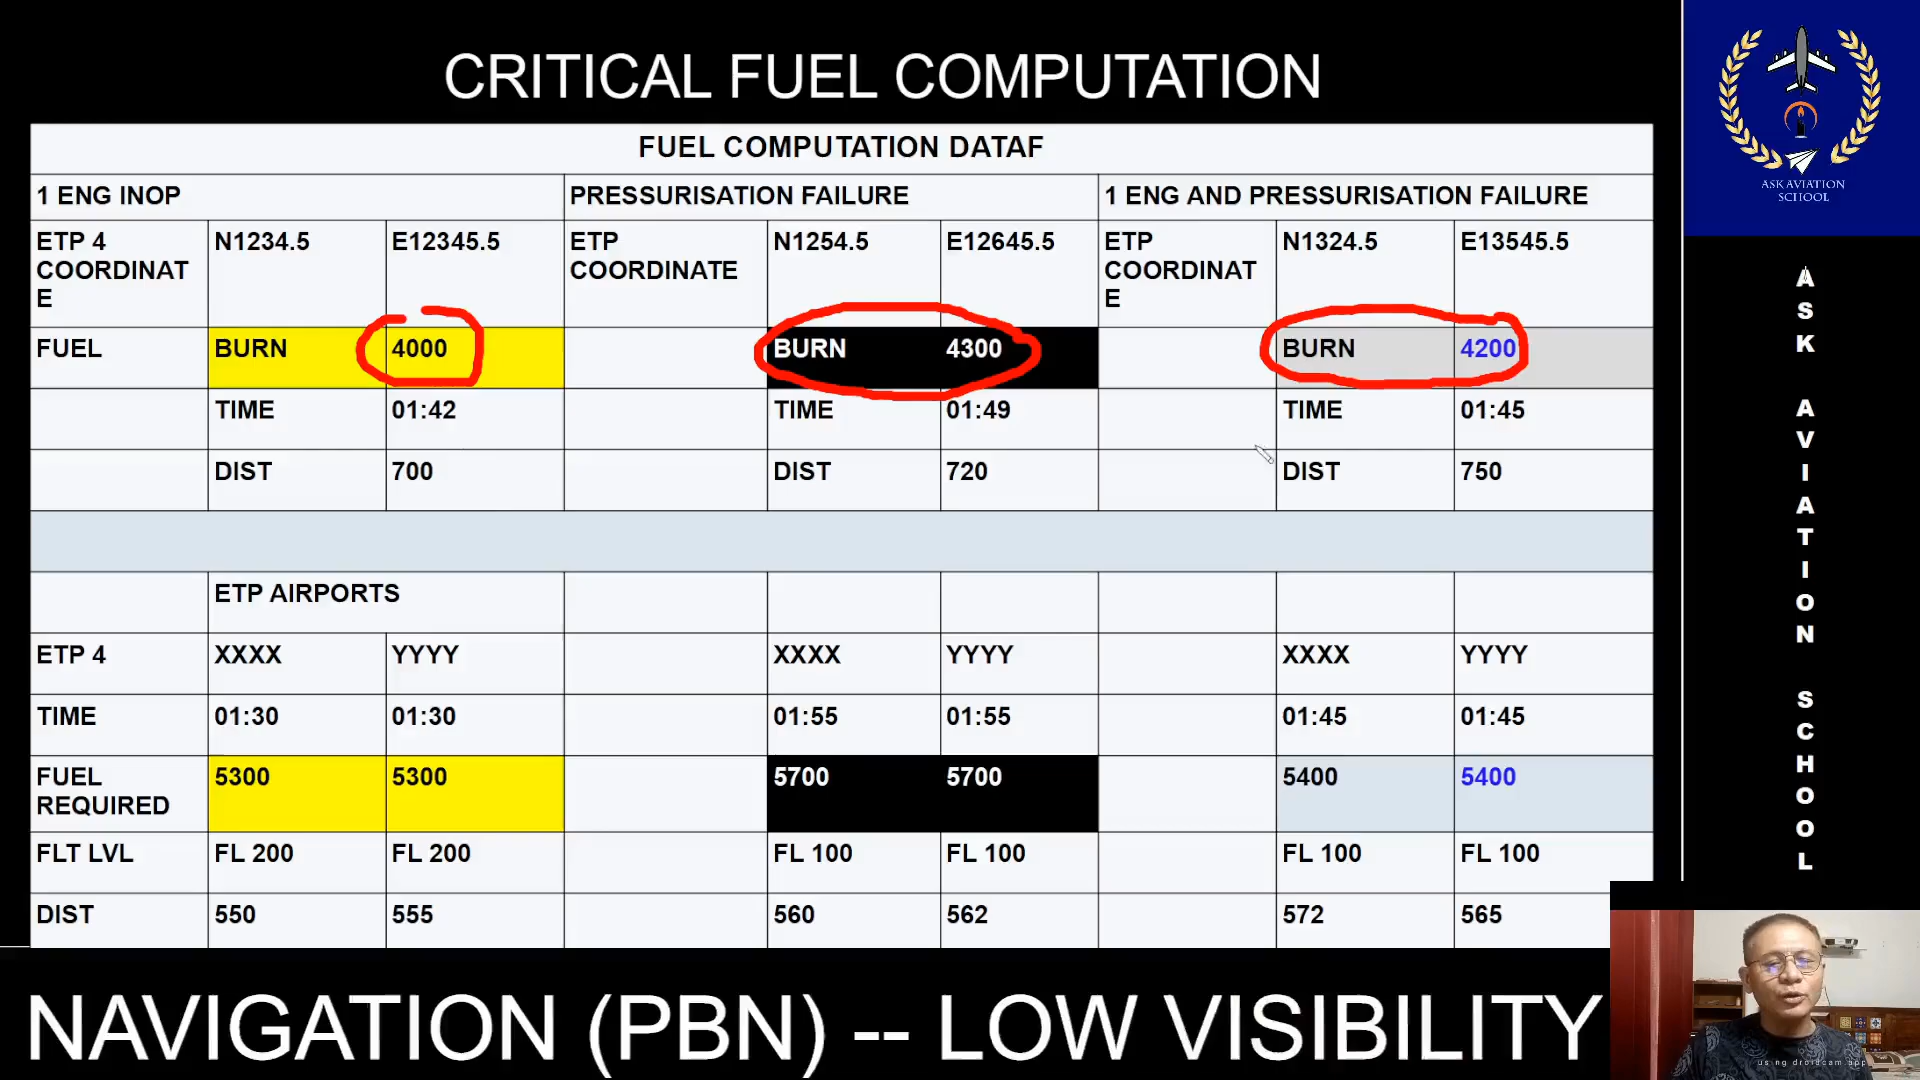 CRITICAL FUEL COMPUTATION
FUEL COMPUTATION DATAF
1 ENG INOP PRESSURISATION FAILURE 1 ENG AND PRESSURISATION FAILURE
ETP 4 COORDINAT E N1234.5 E12345.5 ETP COORDINATE N1254.5 E12645.5 ETP COORDINAT E N1324.5 E13545.5
FUEL BURN 4000 BURN 4300 BURN 4200
TIME 01:42 TIME 01:49 TIME 01:45
DIST 700 DIST 720 DIST 750
ETP AIRPORTS
ETP 4 XXXX YYYY XXXX YYYY XXXX YYYY
TIME 01:30 01:30 01:55 01:55 01:45 01:45
FUEL REQUIRED 5300 5300 5700 5700 5400 5400
FLT LVL FL 200 FL 200 FL 100 FL 100 FL 100 FL 100
DIST 550 555 560 562 572 565
NAVIGATION (PBN) -- LOW VISIBILITY
ASK AVIATION
SCHOOL
ASK AVIATION SCHOOL
using droidcam app